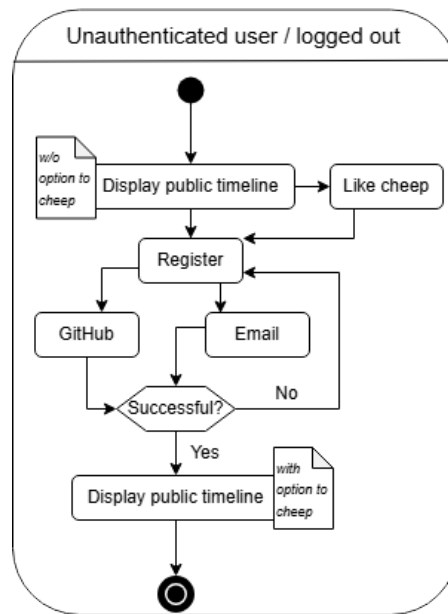 Unauthenticated user / logged out
w/o
option to
cheep
Display public timeline
Like cheep
Register
GitHub
Email
Successful?
No
Yes
Display public timeline
with
option to
cheep